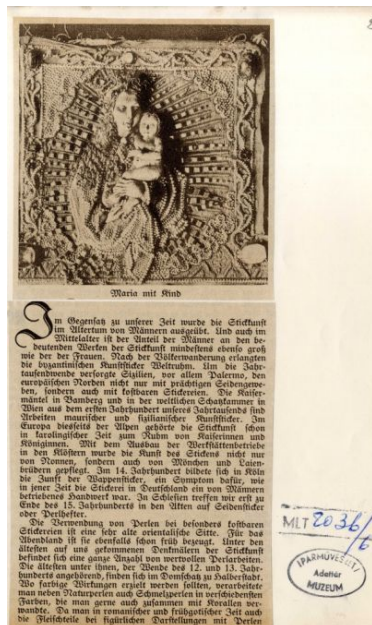 Maria mit Kind
Im Gegensatz zu unserer Zeit wurde die Stickkunst
im Altertum von Männern ausgeübt. Und auch im
Mittelalter ist der Anteil der Männer an den be-
deutenden Werken der Stickkunst mindestens ebenso groß
wie der der Frauen. Nach der Völkerwanderung erlangten
die byzantinischen Kunststicker Weltruhm. Um die Jahr-
tausendwende versorgte Sizilien, vor allem Palermo, den
europäischen Norden nicht nur mit prächtigen Seidengewe-
ben, sondern auch mit kostbaren Stickereien. Die Kaiser-
mäntel in Bamberg und in der weltlichen Schatzkammer in
Wien aus dem ersten Jahrhundert unseres Jahrtausends sind
Arbeiten maurischer und sizilianischer Kunststicker. Im
Europa diesseits der Alpen gehörte die Stickkunst schon
in karolingischer Zeit zum Ruhm von Kaiserinnen und
Königinnen. Mit dem Ausbau der Werkstättenbetriebe
in den Klöstern wurde die Kunst des Stickens nicht nur
von Nonnen, sondern auch von Mönchen und Laien-
brüdern gepflegt. Im 14. Jahrhundert bildete sich in Köln
die Zunft der Wappensticker, ein Symptom dafür, wie
in jener Zeit die Stickerei in Deutschland ein von Männern
betriebenes Handwerk war. In Schlesien treffen wir erst zu
Ende des 15. Jahrhunderts in den Akten auf Seidensticker
oder Perlhefter.
Die Verwendung von Perlen bei besonders kostbaren
Stickereien ist eine sehr alte orientalische Sitte. Für das
Abendland ist sie ebenfalls schon früh bezeugt. Unter den
ältesten auf uns gekommenen Denkmälern der Stickkunst
befindet sich eine ganze Anzahl von wertvollen Perlarbeiten.
Die ältesten unter ihnen, der Wende des 12. und 13. Jahr-
hunderts angehörend, finden sich im Domschatz zu Halberstadt.
Wo farbige Wirkungen erzielt werden sollten, verarbeitete
man neben Naturperlen auch Schmelzperlen in verschiedensten
Farben, die man gerne auch zusammen mit Korallen ver-
wandte. Da man in romanischer und frühgotischer Zeit auch
die Fleischteile bei figürlichen Darstellungen mit Perlen
MLT 2036/6
IPARMŰVÉSZETI
Adattár
MUZEUM